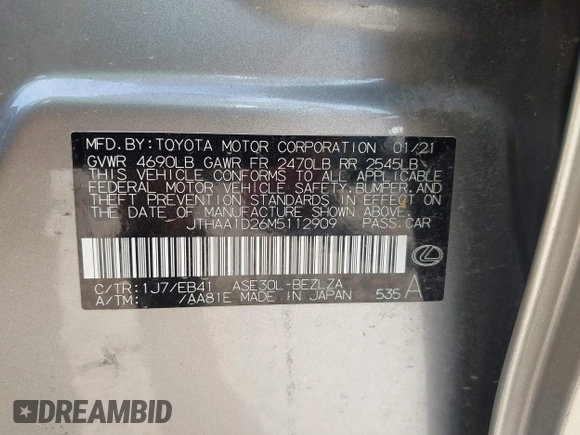 MFD.BY:TOYOTA MOTOR CORPORATION 01/21
GVWR 4690LB GAWR FR 2470LB RR 2545LB
THIS VEHICLE CONFORMS TO ALL APPLICABLE
FEDERAL MOTOR VEHICLE SAFETY, BUMPER, AND
THEFT PREVENTION STANDARDS IN EFFECT ON
THE DATE OF MANUFACTURE SHOWN ABOVE.
JTHAA1D26M5112909 PASS.CAR
C/TR:1J7/EB41 ASE30L-BEZLZA
A/TM: /AA81E MADE IN JAPAN 535 A
DREAMBID